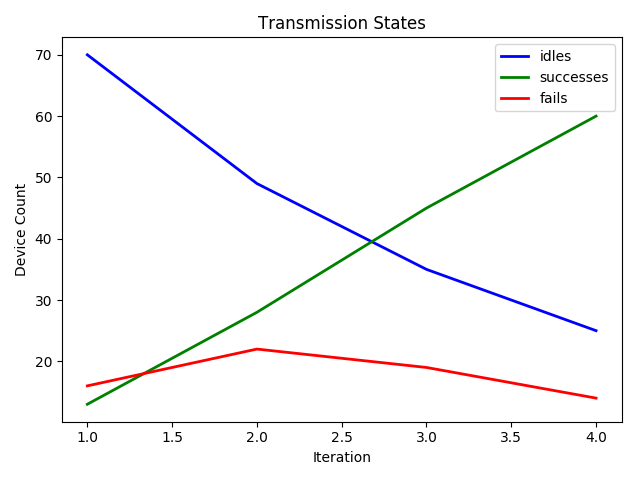 Transmission States
70
60
50
40
30
20
Device Count
1.0
1.5
2.0
2.5
3.0
3.5
4.0
Iteration
idles
successes
fails